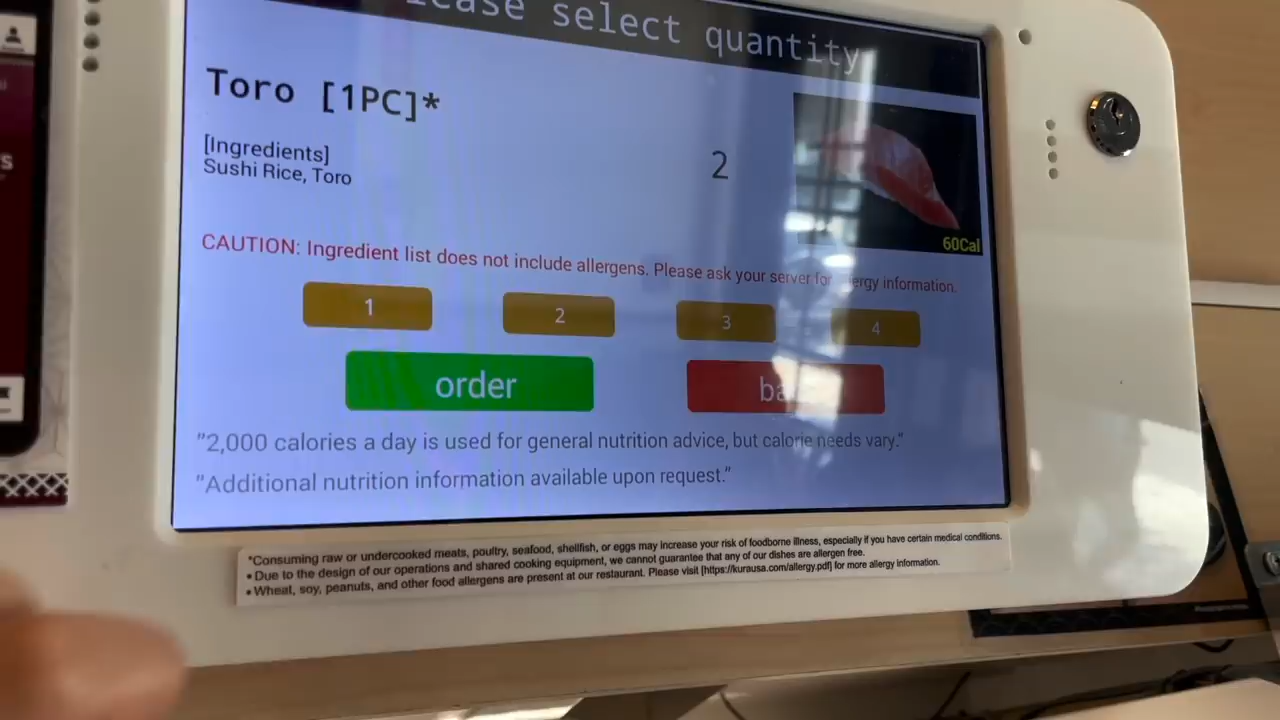 select quantity
Toro [1PC]*
[Ingredients]
Sushi Rice, Toro
2
60Cal
CAUTION: Ingredient list does not include allergens. Please ask your server for allergy information.
1
2
3
4
order
"2,000 calories a day is used for general nutrition advice, but calorie needs vary."
"Additional nutrition information available upon request."
*Consuming raw or undercooked meats, poultry, seafood, shellfish, or eggs may increase your risk of foodborne illness, especially if you have certain medical conditions.
• Due to the design of our operations and shared cooking equipment, we cannot guarantee that any of our dishes are allergen free.
• Wheat, soy, peanuts, and other food allergens are present at our restaurant. Please visit [https://kurausa.com/allergy.pdf] for more allergy information.